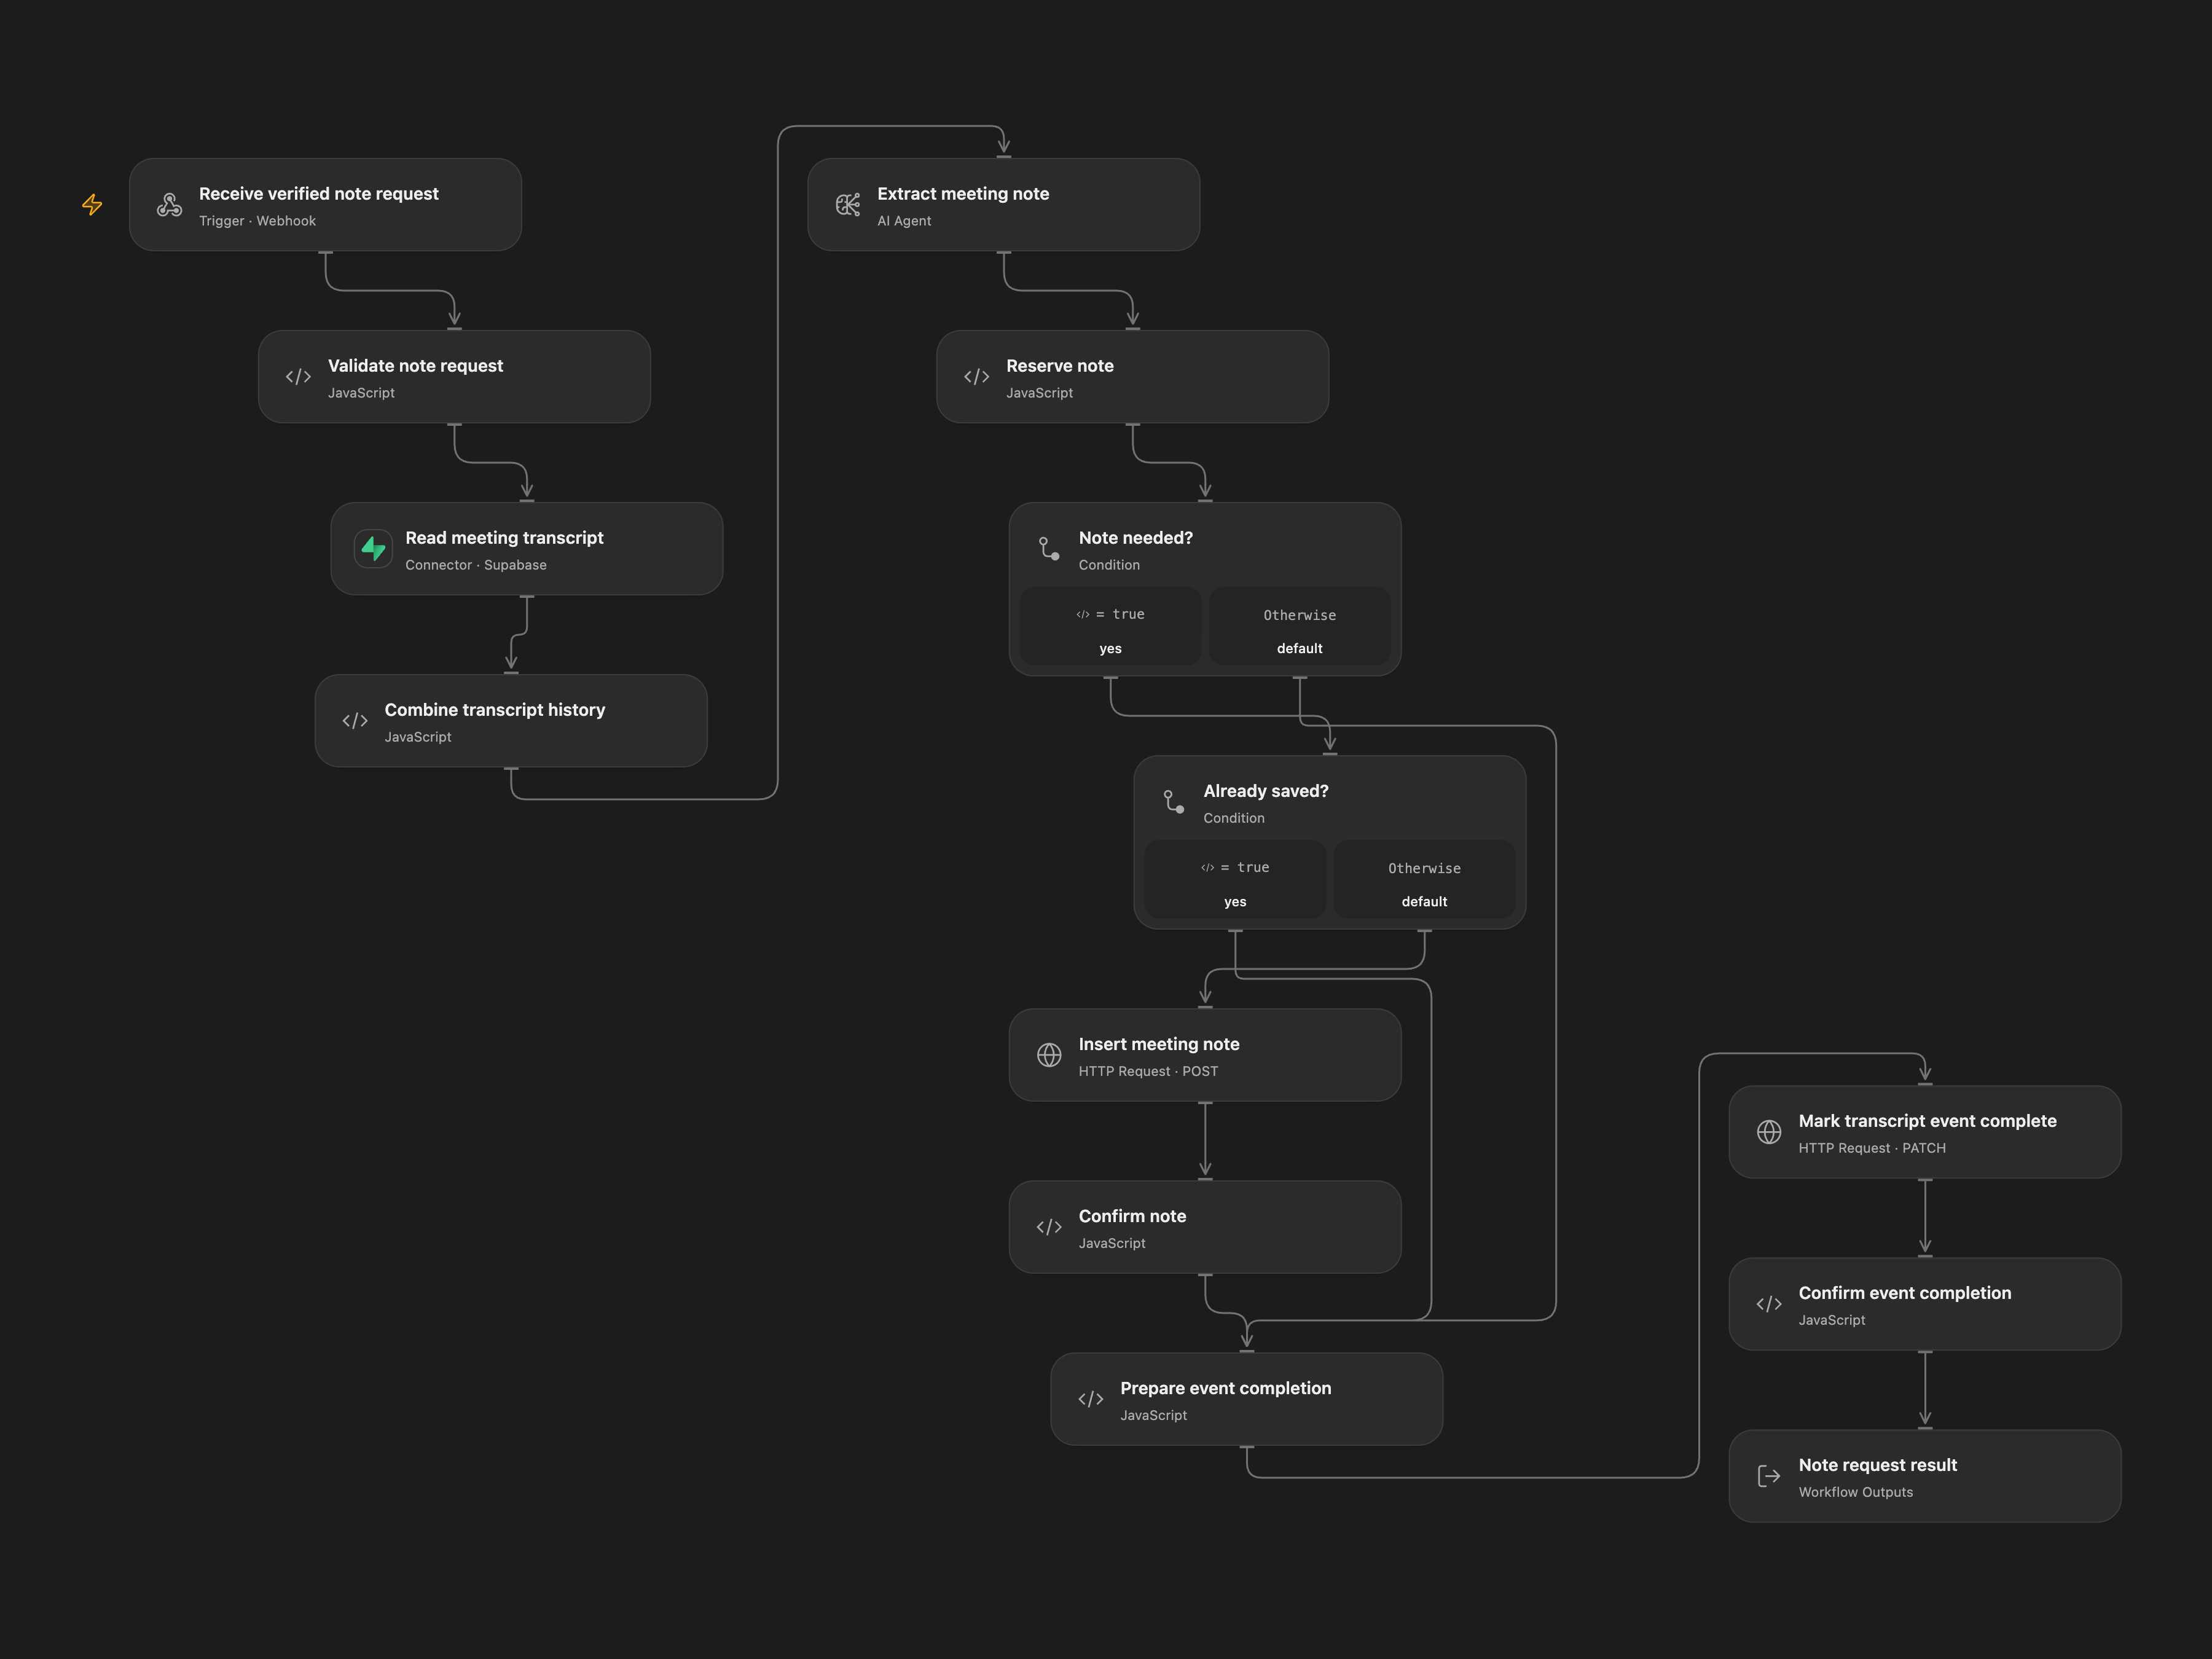 Receive verified note request
Trigger · Webhook
Validate note request
JavaScript
Read meeting transcript
Connector · Supabase
Combine transcript history
JavaScript
Extract meeting note
AI Agent
Reserve note
JavaScript
Note needed?
Condition
</> = true
yes
Otherwise
default
Already saved?
Condition
</> = true
yes
Otherwise
default
Insert meeting note
HTTP Request · POST
Confirm note
JavaScript
Prepare event completion
JavaScript
Mark transcript event complete
HTTP Request · PATCH
Confirm event completion
JavaScript
Note request result
Workflow Outputs